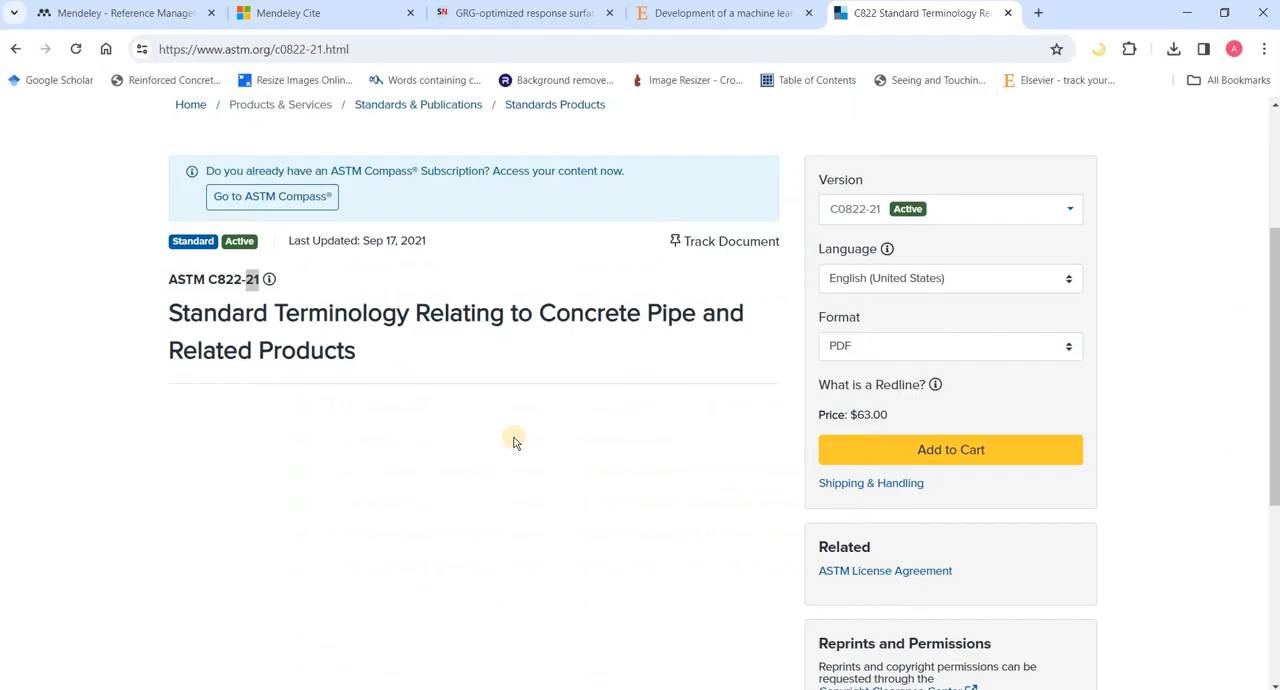 Mendeley - Reference Manage
Mendeley Cite
SN GRG-optimized response surfa
Development of a machine lea
C822 Standard Terminology Re
https://www.astm.org/c0822-21.html
A
Google Scholar
Reinforced Concret...
Resize Images Onlin...
Words containing c...
Background remove...
Image Resizer - Cro...
Table of Contents
Seeing and Touchin...
Elsevier - track your...
All Bookmarks
Home / Products & Services / Standards & Publications / Standards Products
Do you already have an ASTM Compass® Subscription? Access your content now.
Go to ASTM Compass®
Standard Active Last Updated: Sep 17, 2021 Track Document
ASTM C822-21
Standard Terminology Relating to Concrete Pipe and
Related Products
Version
C0822-21 Active
Language
English (United States)
Format
PDF
What is a Redline?
Price: $63.00
Add to Cart
Shipping & Handling
Related
ASTM License Agreement
Reprints and Permissions
Reprints and copyright permissions can be
requested through the
Copyright Clearance Center